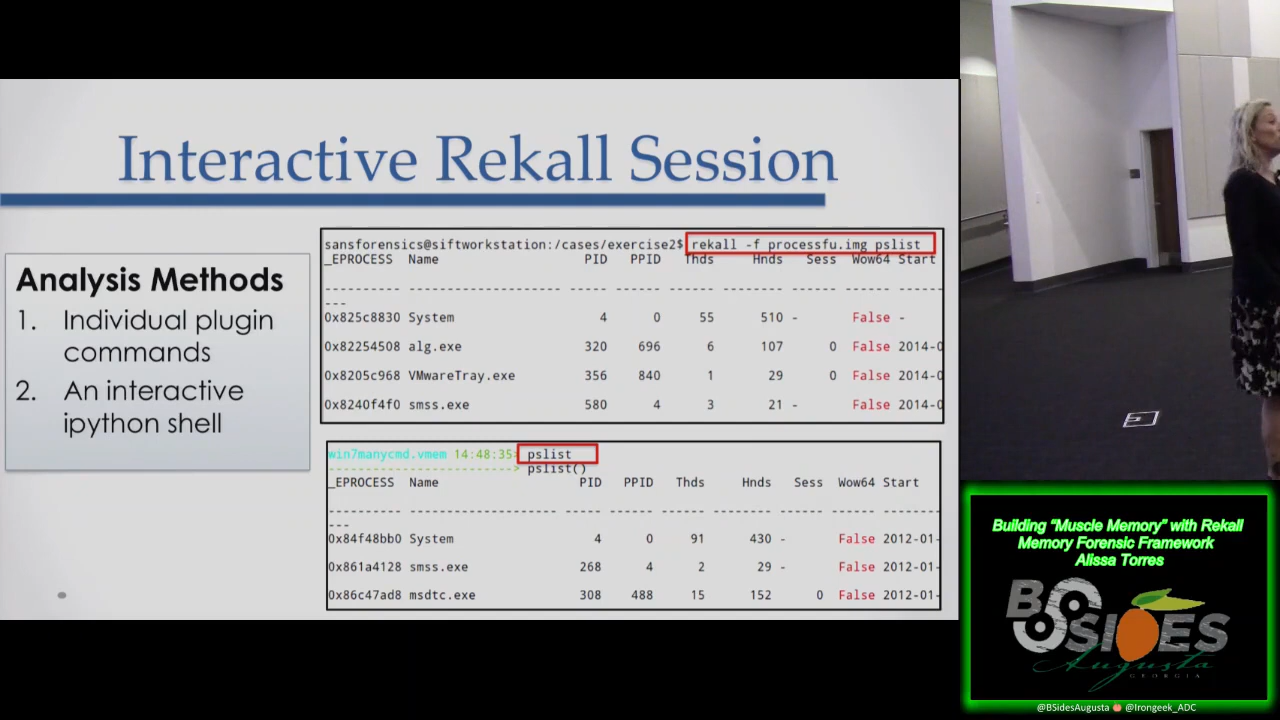 Interactive Rekall Session
Analysis Methods
1. Individual plugin
commands
2. An interactive
ipython shell
sansforensics@siftworkstation:/cases/exercise2$ rekall -f processfu.img pslist
_EPROCESS Name PID PPID Thds Hnds Sess Wow64 Start
---------- -------------------- ----- ------ ------ -------- ------ ------ ------
---
0x825c8830 System 4 0 55 510 - False -
0x82254508 alg.exe 320 696 6 107 0 False 2014-0
0x8205c968 VMwareTray.exe 356 840 1 29 0 False 2014-0
0x8240f4f0 smss.exe 580 4 3 21 - False 2014-0
win7manycmd.vmem 14:48:35> pslist
-------------------------> pslist()
_EPROCESS Name PID PPID Thds Hnds Sess Wow64 Start
---------- -------------------- ----- ------ ------ -------- ------ ------ ------
---
0x84f48bb0 System 4 0 91 430 - False 2012-01-
0x861a4128 smss.exe 268 4 2 29 - False 2012-01-
0x86c47ad8 msdtc.exe 308 488 15 152 0 False 2012-01-
Building “Muscle Memory” with Rekall
Memory Forensic Framework
Alissa Torres
BSIDES
Augusta
GEORGIA
@BSidesAugusta @Irongeek_ADC